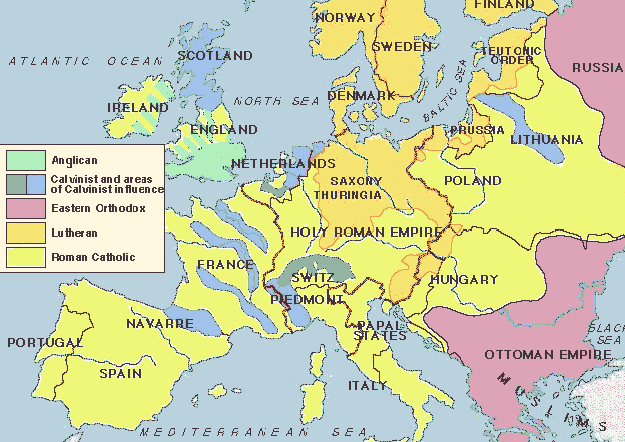 FINLAND
NORWAY
SWEDEN
TEUTONIC
ORDER
RUSSIA
SCOTLAND
ATLANTIC OCEAN
NORTH SEA
BALTIC SEA
DENMARK
IRELAND
ENGLAND
PRUSSIA
LITHUANIA
NETHERLANDS
SAXONY
THURINGIA
POLAND
Anglican
Calvinist and areas
of Calvinist influence
Eastern Orthodox
Lutheran
Roman Catholic
HOLY ROMAN EMPIRE
FRANCE
SWITZ.
HUNGARY
PIEDMONT
NAVARRE
PAPAL
STATES
BLACK
SEA
PORTUGAL
SPAIN
OTTOMAN EMPIRE
ITALY
MUSLIMS
MEDITERRANEAN SEA